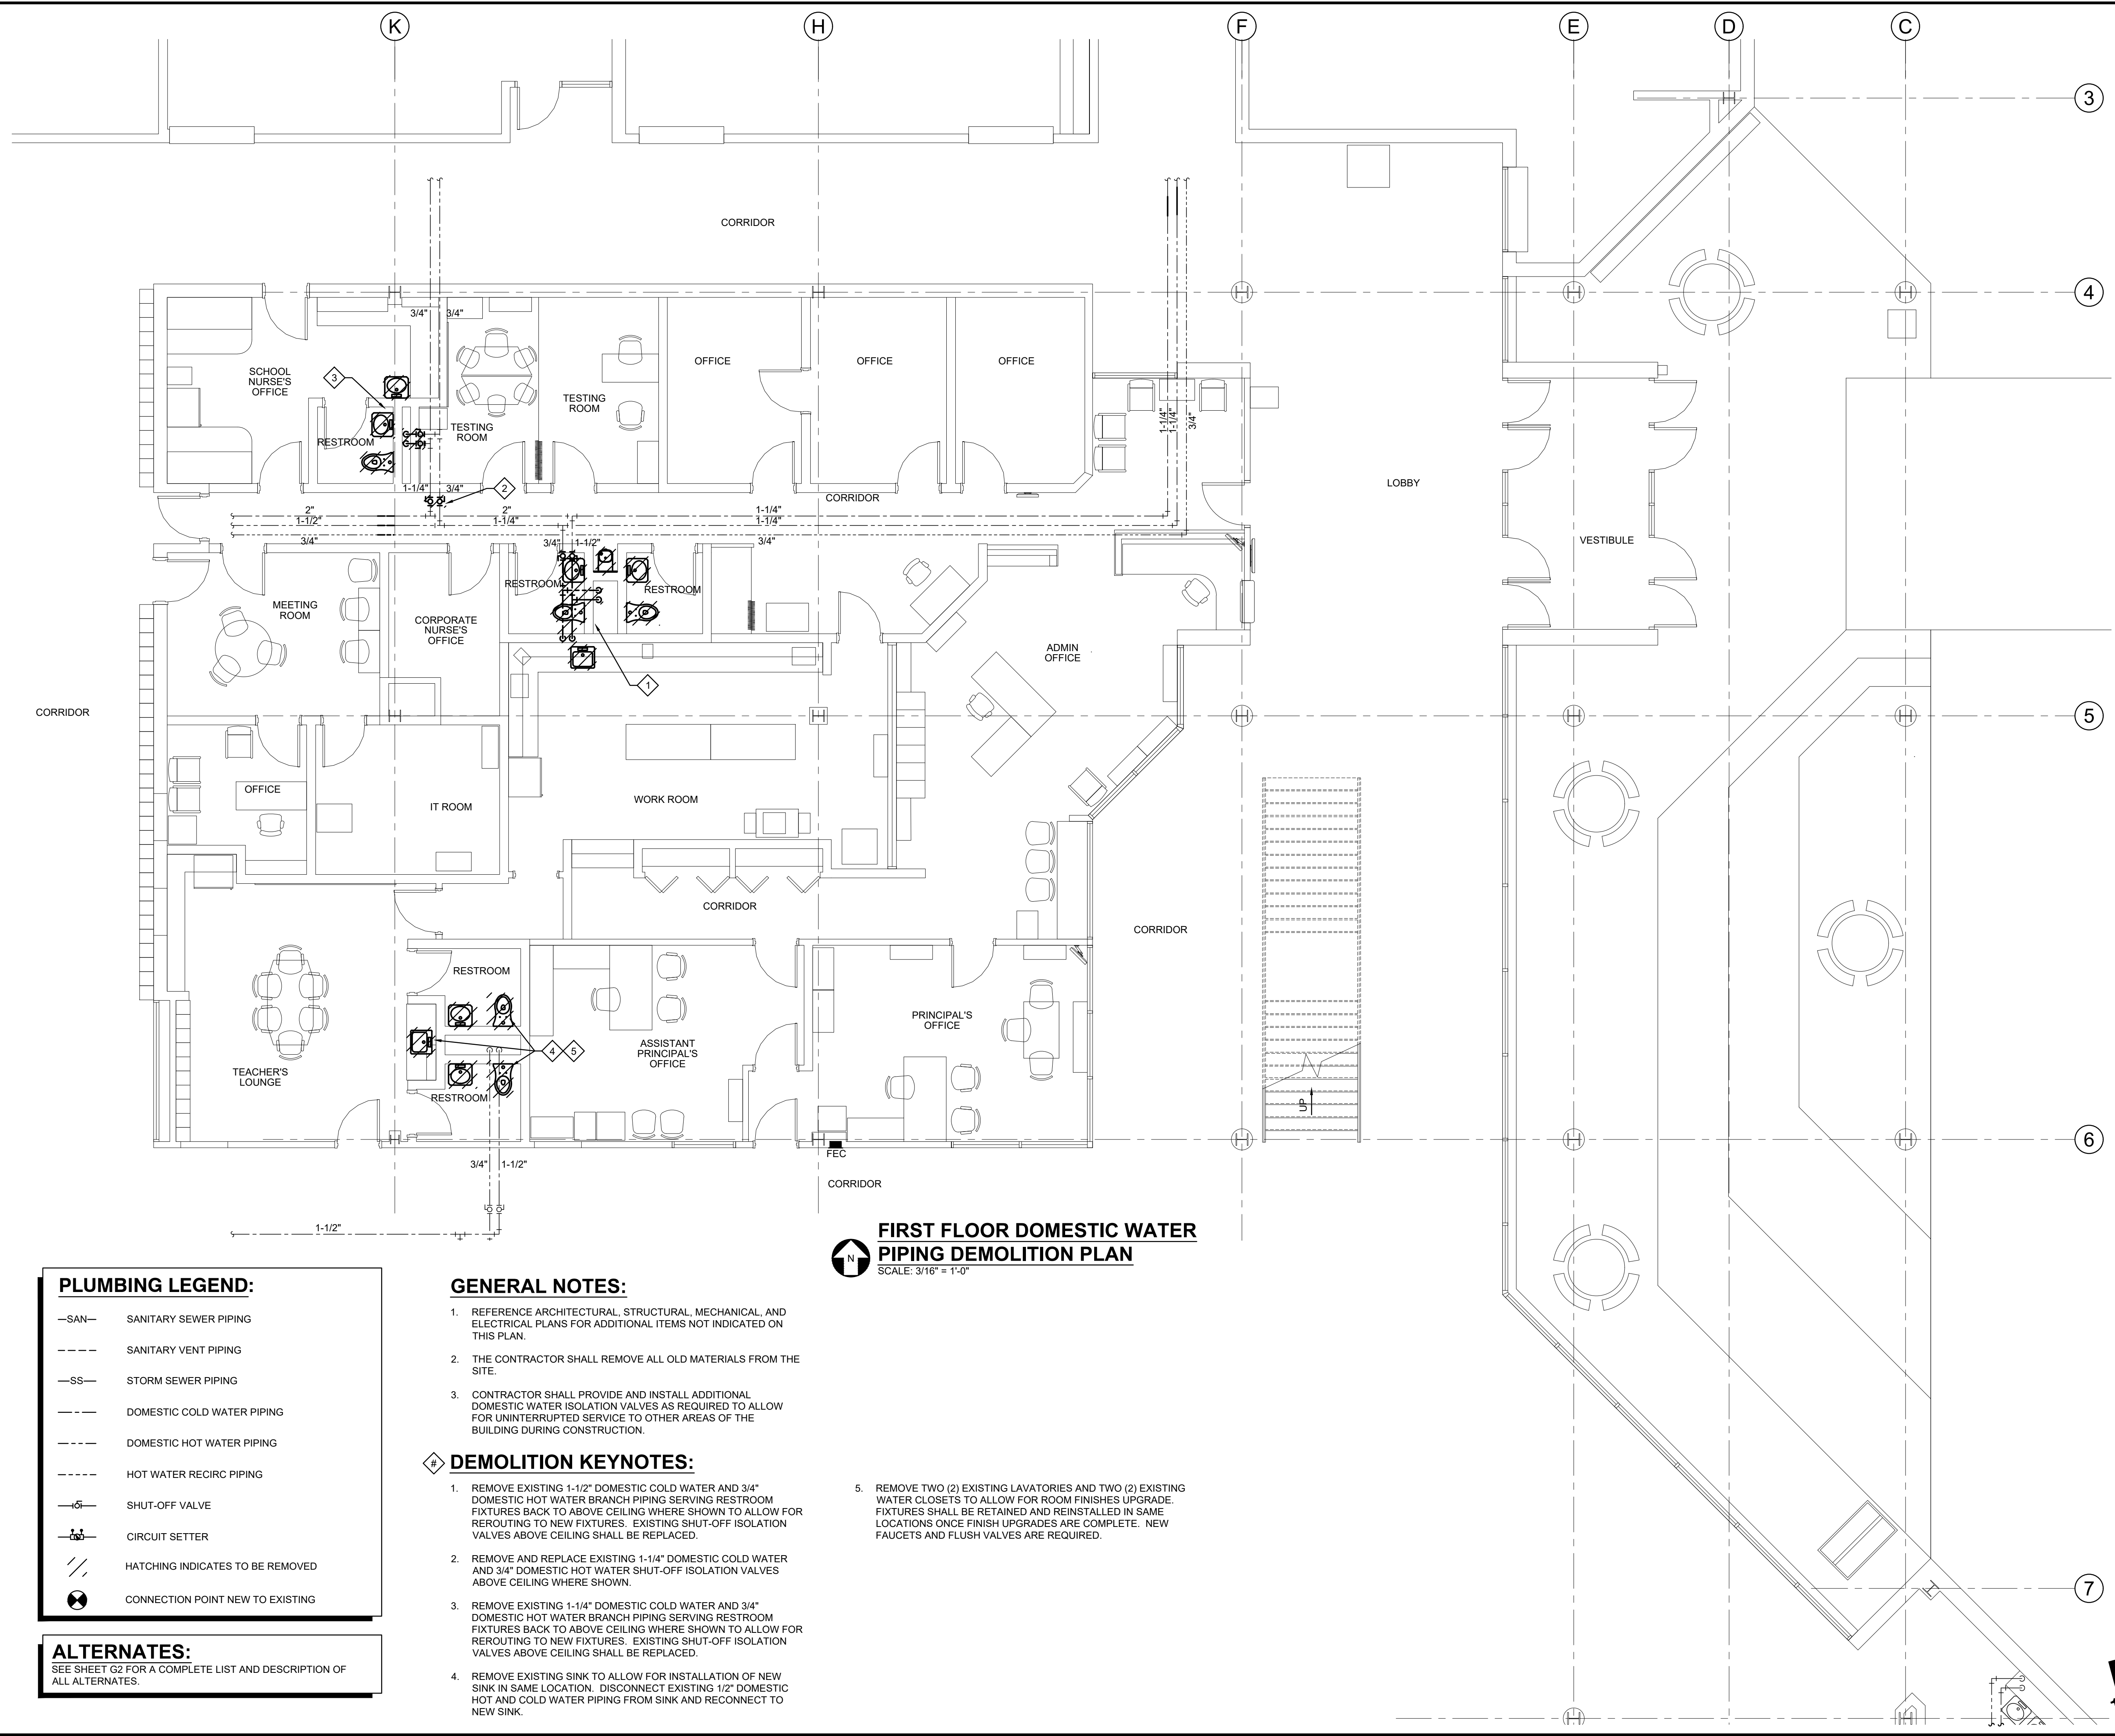 K
H
F
E
D
C
3
CORRIDOR
4
3/4"
3/4"
SCHOOL
NURSE'S
OFFICE
3
OFFICE
OFFICE
OFFICE
TESTING
ROOM
TESTING
ROOM
RESTROOM
1-1/4"
1-1/4"
3/4"
LOBBY
1-1/4"
3/4"
2
CORRIDOR
2"
2"
1-1/4"
1-1/2"
1-1/4"
1-1/4"
3/4"
3/4"
1-1/2"
3/4"
VESTIBULE
RESTROOM
RESTROOM
MEETING
ROOM
CORPORATE
NURSE'S
OFFICE
ADMIN
OFFICE
1
CORRIDOR
5
OFFICE
IT ROOM
WORK ROOM
CORRIDOR
CORRIDOR
RESTROOM
PRINCIPAL'S
OFFICE
4
5
ASSISTANT
PRINCIPAL'S
OFFICE
TEACHER'S
LOUNGE
RESTROOM
UP
6
FEC
3/4"
1-1/2"
CORRIDOR
1-1/2"
FIRST FLOOR DOMESTIC WATER
PIPING DEMOLITION PLAN
N
SCALE: 3/16" = 1'-0"
PLUMBING LEGEND:
SAN
SANITARY SEWER PIPING
SANITARY VENT PIPING
SS
STORM SEWER PIPING
DOMESTIC COLD WATER PIPING
DOMESTIC HOT WATER PIPING
HOT WATER RECIRC PIPING
SHUT-OFF VALVE
CIRCUIT SETTER
HATCHING INDICATES TO BE REMOVED
CONNECTION POINT NEW TO EXISTING
ALTERNATES:
SEE SHEET G2 FOR A COMPLETE LIST AND DESCRIPTION OF
ALL ALTERNATES.
GENERAL NOTES:
1. REFERENCE ARCHITECTURAL, STRUCTURAL, MECHANICAL, AND
ELECTRICAL PLANS FOR ADDITIONAL ITEMS NOT INDICATED ON
THIS PLAN.
2. THE CONTRACTOR SHALL REMOVE ALL OLD MATERIALS FROM THE
SITE.
3. CONTRACTOR SHALL PROVIDE AND INSTALL ADDITIONAL
DOMESTIC WATER ISOLATION VALVES AS REQUIRED TO ALLOW
FOR UNINTERRUPTED SERVICE TO OTHER AREAS OF THE
BUILDING DURING CONSTRUCTION.
# DEMOLITION KEYNOTES:
1. REMOVE EXISTING 1-1/2" DOMESTIC COLD WATER AND 3/4"
DOMESTIC HOT WATER BRANCH PIPING SERVING RESTROOM
FIXTURES BACK TO ABOVE CEILING WHERE SHOWN TO ALLOW FOR
REROUTING TO NEW FIXTURES. EXISTING SHUT-OFF ISOLATION
VALVES ABOVE CEILING SHALL BE REPLACED.
2. REMOVE AND REPLACE EXISTING 1-1/4" DOMESTIC COLD WATER
AND 3/4" DOMESTIC HOT WATER SHUT-OFF ISOLATION VALVES
ABOVE CEILING WHERE SHOWN.
3. REMOVE EXISTING 1-1/4" DOMESTIC COLD WATER AND 3/4"
DOMESTIC HOT WATER BRANCH PIPING SERVING RESTROOM
FIXTURES BACK TO ABOVE CEILING WHERE SHOWN TO ALLOW FOR
REROUTING TO NEW FIXTURES. EXISTING SHUT-OFF ISOLATION
VALVES ABOVE CEILING SHALL BE REPLACED.
4. REMOVE EXISTING SINK TO ALLOW FOR INSTALLATION OF NEW
SINK IN SAME LOCATION. DISCONNECT EXISTING 1/2" DOMESTIC
HOT AND COLD WATER PIPING FROM SINK AND RECONNECT TO
NEW SINK.
5. REMOVE TWO (2) EXISTING LAVATORIES AND TWO (2) EXISTING
WATER CLOSETS TO ALLOW FOR ROOM FINISHES UPGRADE.
FIXTURES SHALL BE RETAINED AND REINSTALLED IN SAME
LOCATIONS ONCE FINISH UPGRADES ARE COMPLETE. NEW
FAUCETS AND FLUSH VALVES ARE REQUIRED.
7